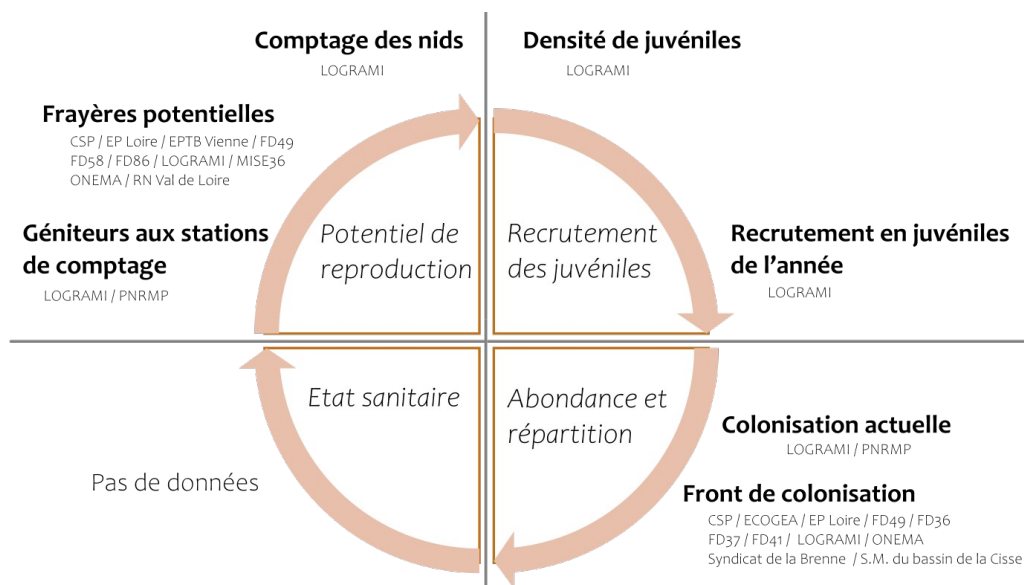 Comptage des nids
LOGRAMI
Frayères potentielles
CSP / EP Loire / EPTB Vienne / FD49
FD58 / FD86 / LOGRAMI / MISE36
ONEMA / RN Val de Loire
Géniteurs aux stations
de comptage
LOGRAMI / PNRMP
Potentiel de
reproduction
Densité de juvéniles
LOGRAMI
Recrutement
des juvéniles
Recrutement en juvéniles
de l'année
LOGRAMI
Etat sanitaire
Pas de données
Abondance et
répartition
Colonisation actuelle
LOGRAMI / PNRMP
Front de colonisation
CSP / ECOGEA / EP Loire / FD49 / FD36
FD37 / FD41 / LOGRAMI / ONEMA
Syndicat de la Brenne / S.M. du bassin de la Cisse